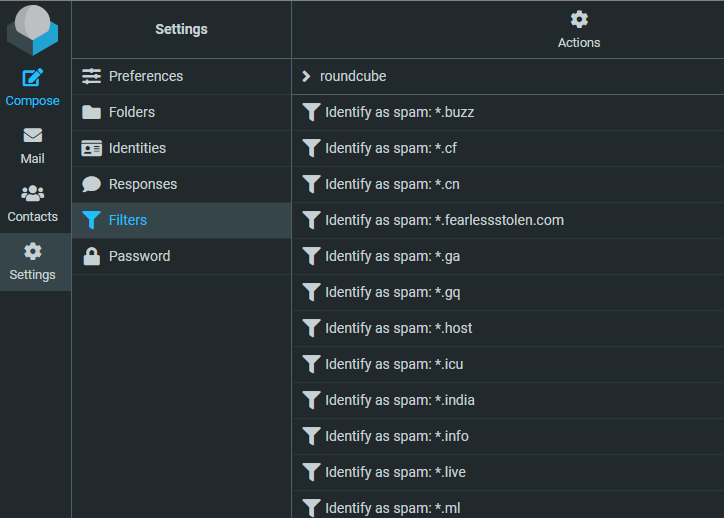 Compose
Mail
Contacts
Settings
Settings
Preferences
Folders
Identities
Responses
Filters
Password
Actions
roundcube
Identify as spam: *.buzz
Identify as spam: *.cf
Identify as spam: *.cn
Identify as spam: *.fearlessstolen.com
Identify as spam: *.ga
Identify as spam: *.gq
Identify as spam: *.host
Identify as spam: *.icu
Identify as spam: *.india
Identify as spam: *.info
Identify as spam: *.live
Identify as spam: *.ml